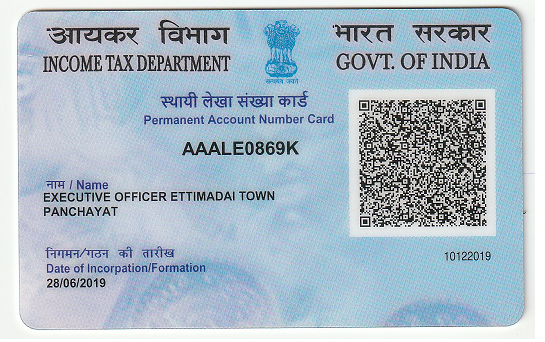 आयकर विभाग
INCOME TAX DEPARTMENT
भारत सरकार
GOVT. OF INDIA
सत्यमेव जयते
स्थायी लेखा संख्या कार्ड
Permanent Account Number Card
AAALE0869K
नाम / Name
EXECUTIVE OFFICER ETTIMADAI TOWN
PANCHAYAT
निगमन/गठन की तारीख
Date of Incorpation/Formation
28/06/2019
10122019